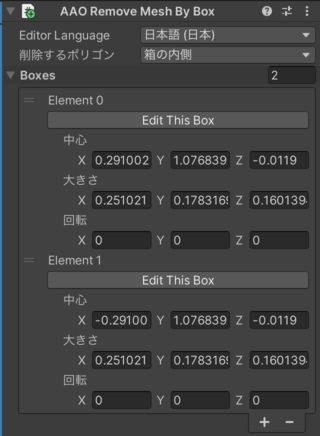 AAO Remove Mesh By Box
Editor Language 日本語 (日本)
削除するポリゴン 箱の内側
Boxes 2
Element 0
Edit This Box
中心
X 0.291002 Y 1.076839 Z -0.0119
大きさ
X 0.251021 Y 0.178316 Z 0.160139
回転
X 0 Y 0 Z 0
Element 1
Edit This Box
中心
X -0.29100 Y 1.076839 Z -0.0119
大きさ
X 0.251021 Y 0.178316 Z 0.160139
回転
X 0 Y 0 Z 0